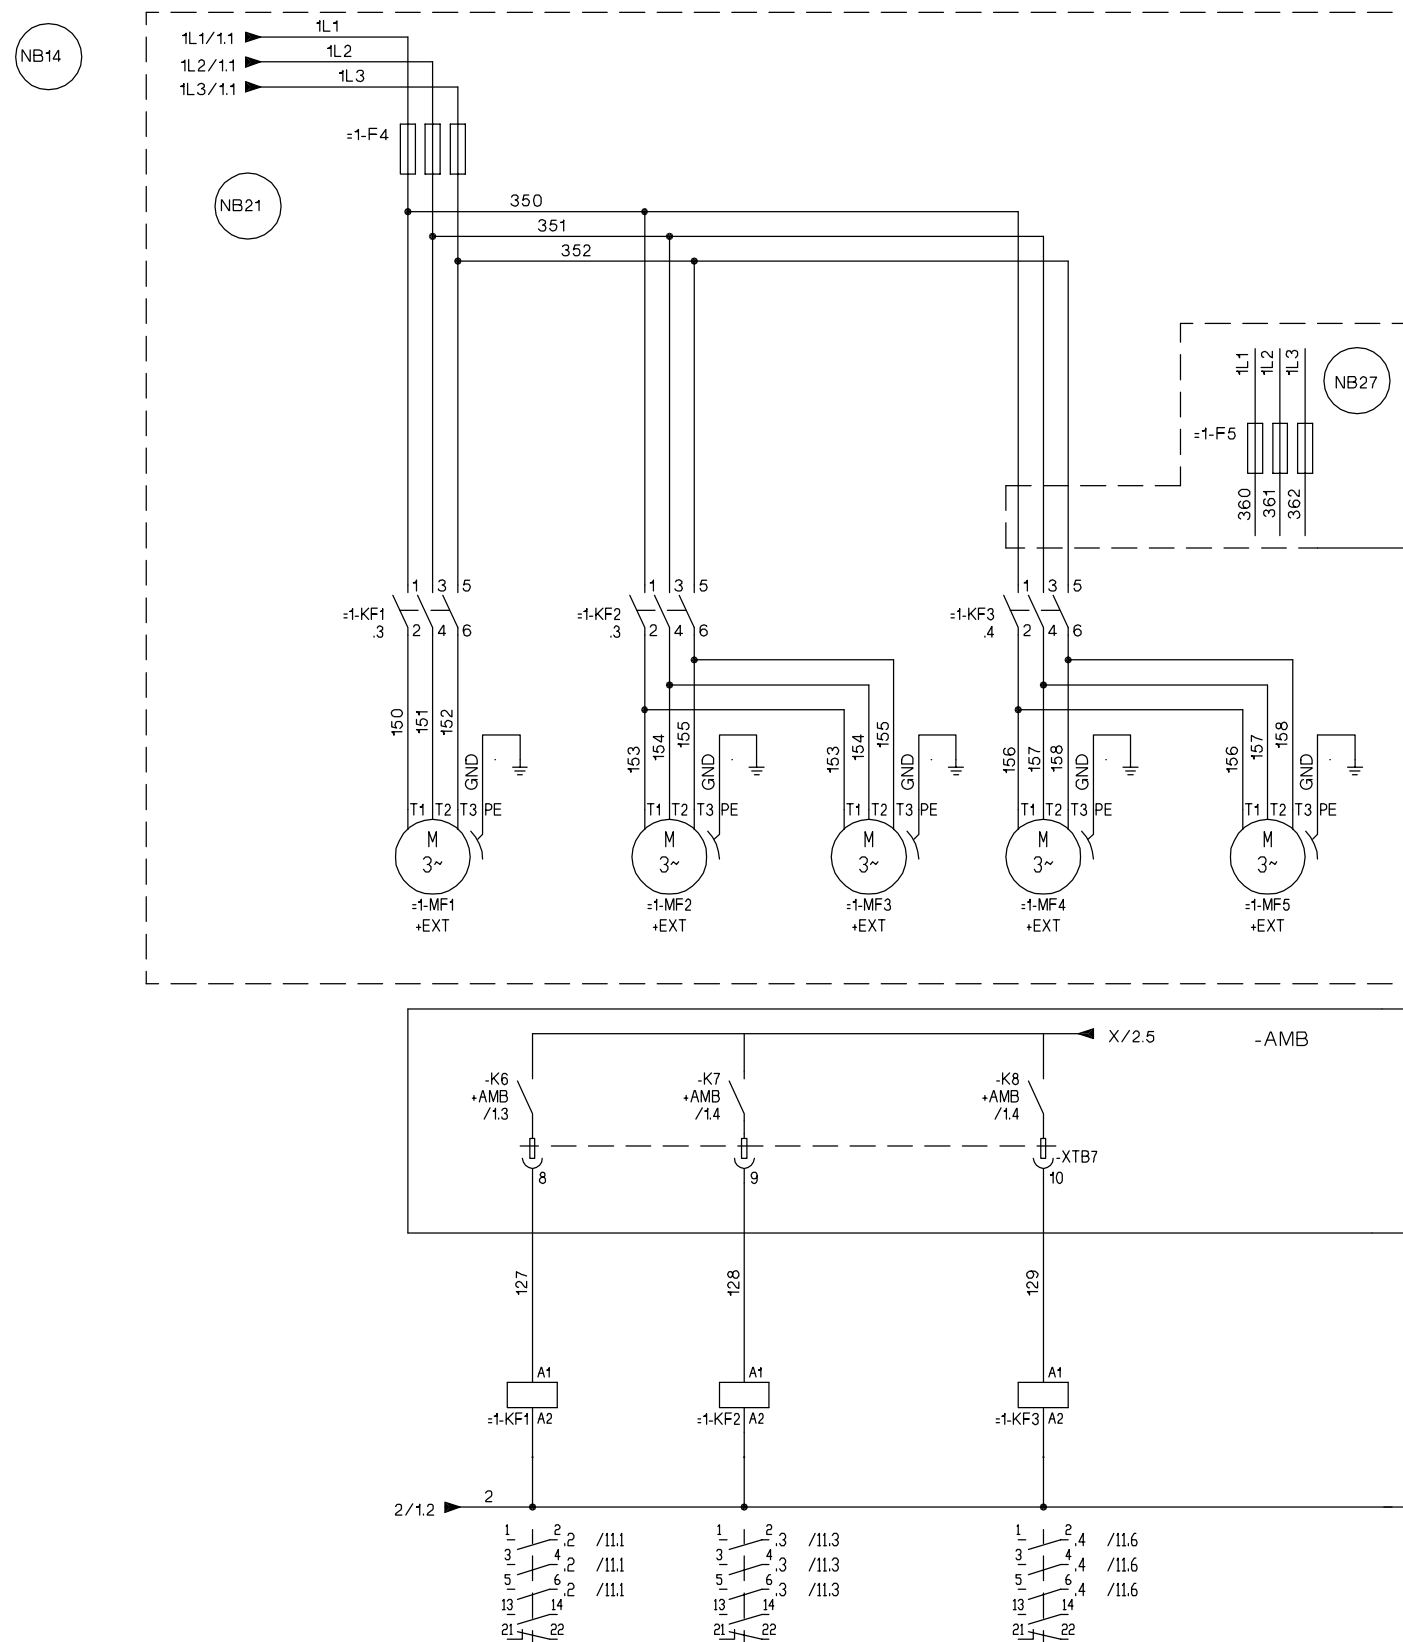 NB14
1L1/1.1 1L1
1L2/1.1 1L2
1L3/1.1 1L3
=1-F4
NB21
350
351
352
1L1 1L2 1L3
NB27
=1-F5
360 361 362
=1-KF1 .3
1 3 5
2 4 6
=1-KF2 .3
1 3 5
2 4 6
=1-KF3 .4
1 3 5
2 4 6
150 151 152 GND
153 154 155 GND
153 154 155 GND
156 157 158 GND
156 157 158 GND
T1 T2 T3 PE
T1 T2 T3 PE
T1 T2 T3 PE
T1 T2 T3 PE
T1 T2 T3 PE
M 3~
M 3~
M 3~
M 3~
M 3~
=1-MF1 +EXT
=1-MF2 +EXT
=1-MF3 +EXT
=1-MF4 +EXT
=1-MF5 +EXT
X/2.5
-AMB
-K6 +AMB /1.3
-K7 +AMB /1.4
-K8 +AMB /1.4
-XTB7
8 9 10
127 128 129
A1 A1 A1
=1-KF1 A2
=1-KF2 A2
=1-KF3 A2
2/1.2 2
1 2 .2 /11.1
3 4 .2 /11.1
5 6 .2 /11.1
13 14
21 22
1 2 .3 /11.3
3 4 .3 /11.3
5 6 .3 /11.3
13 14
21 22
1 2 .4 /11.6
3 4 .4 /11.6
5 6 .4 /11.6
13 14
21 22